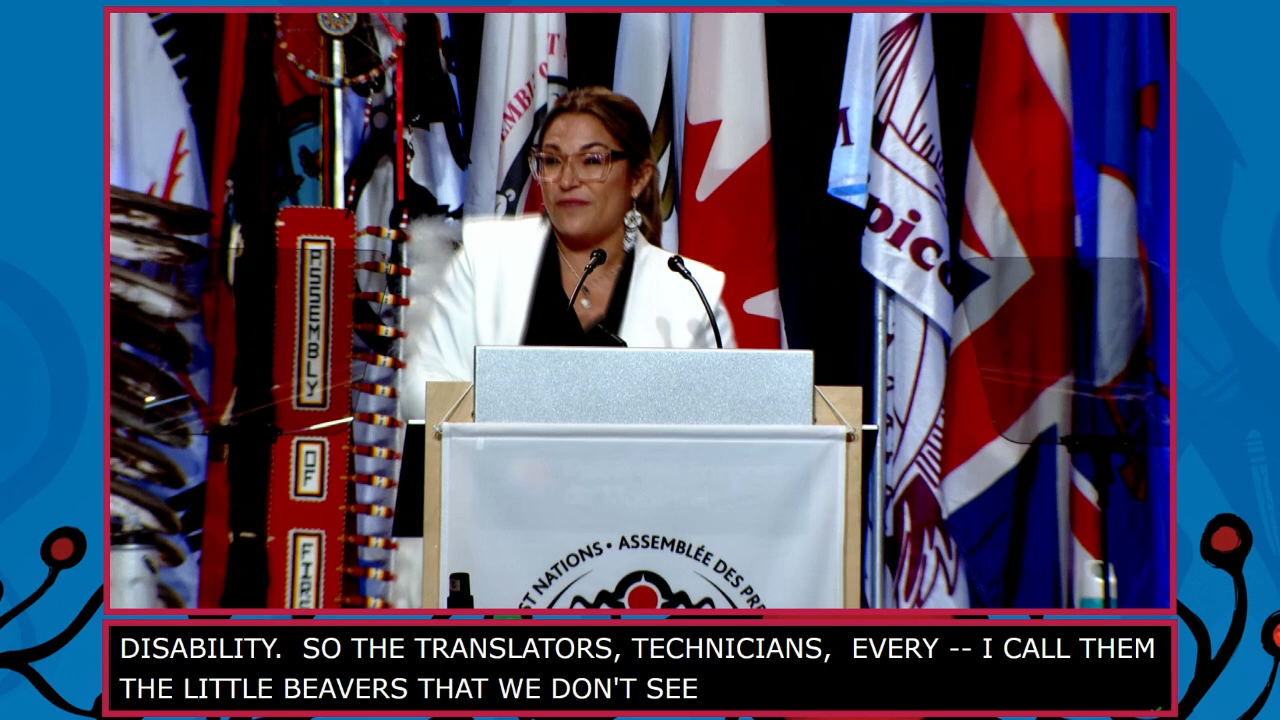 ASSEMBLY
OF
ST NATIONS • ASSEMBLÉE DES PRE
DISABILITY.  SO THE TRANSLATORS, TECHNICIANS,  EVERY -- I CALL THEM
THE LITTLE BEAVERS THAT WE DON'T SEE